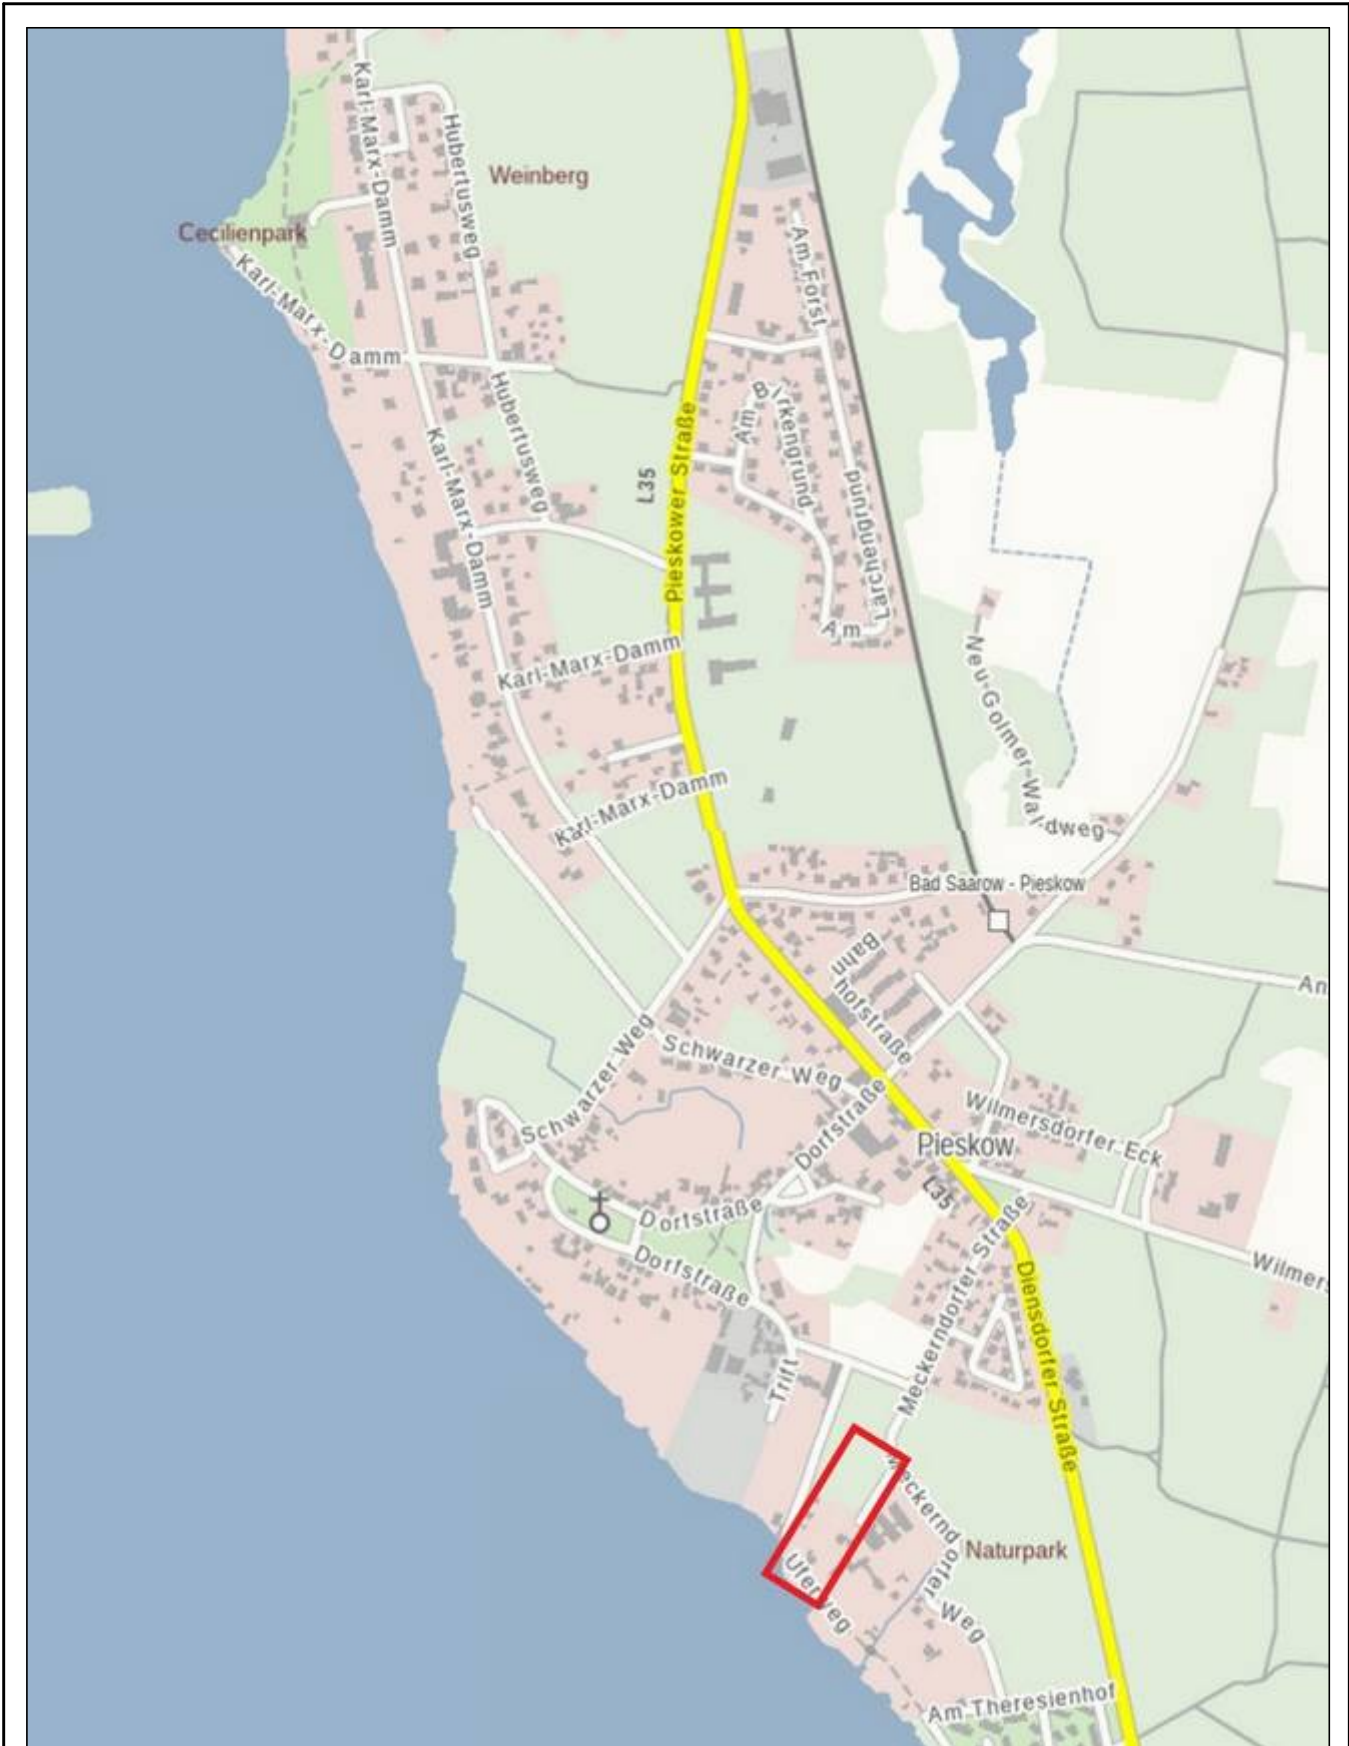 Karl-Marx-Damm
Hubertusweg
Weinberg
Cecilienpark
Karl-Marx-Damm
Am Forst
Hubertusweg
Am Birkengrund
Karl-Marx-Damm
L35
Pieskower Straße
Am Lärchengrund
Karl-Marx-Damm
Neu-Golmer-Waldweg
Karl-Marx-Damm
Bad Saarow - Pieskow
Bahnhofstraße
An
Schwarzer Weg
Schwarzer Weg
Wilmersdorfer Eck
Dorfstraße
Pieskow
L35
Dorfstraße
Dorfstraße
Meckerndorfer Straße
Wilmers
Diensdorfer Straße
Trift
Meckerndorfer Weg
Naturpark
Uferweg
Am Theresienhof